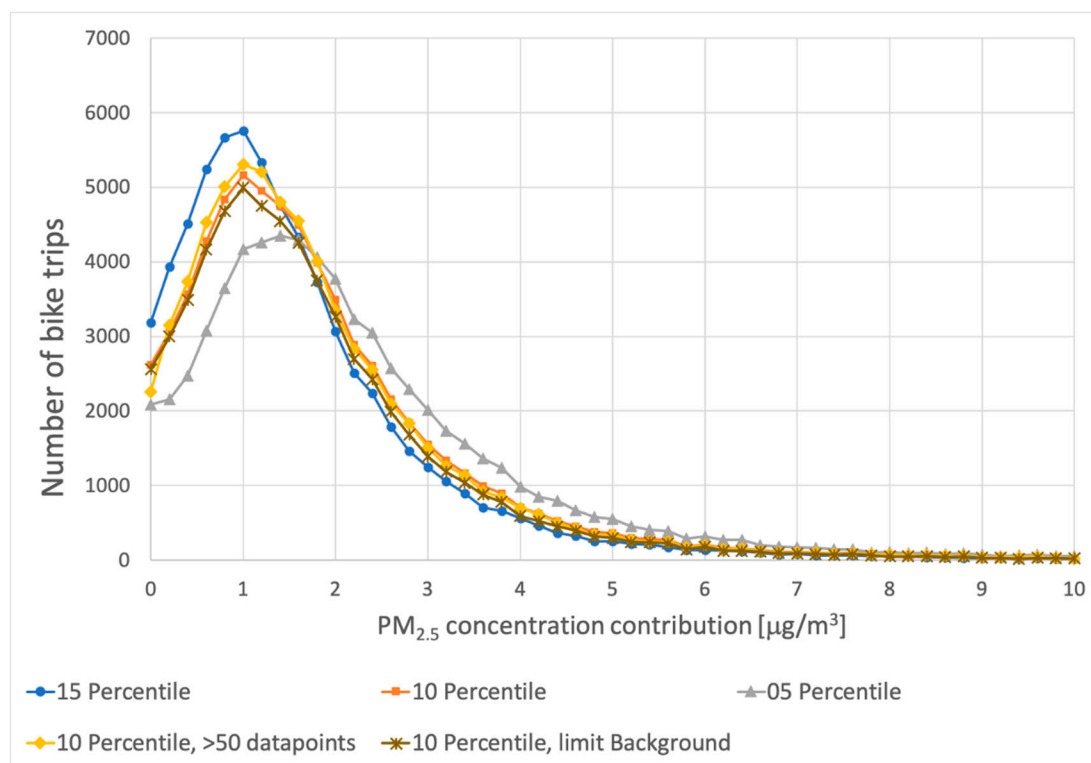 7000
6000
5000
4000
3000
2000
1000
0
Number of bike trips
0 1 2 3 4 5 6 7 8 9 10
PM2.5 concentration contribution [µg/m³]
15 Percentile 10 Percentile 05 Percentile
10 Percentile, >50 datapoints 10 Percentile, limit Background